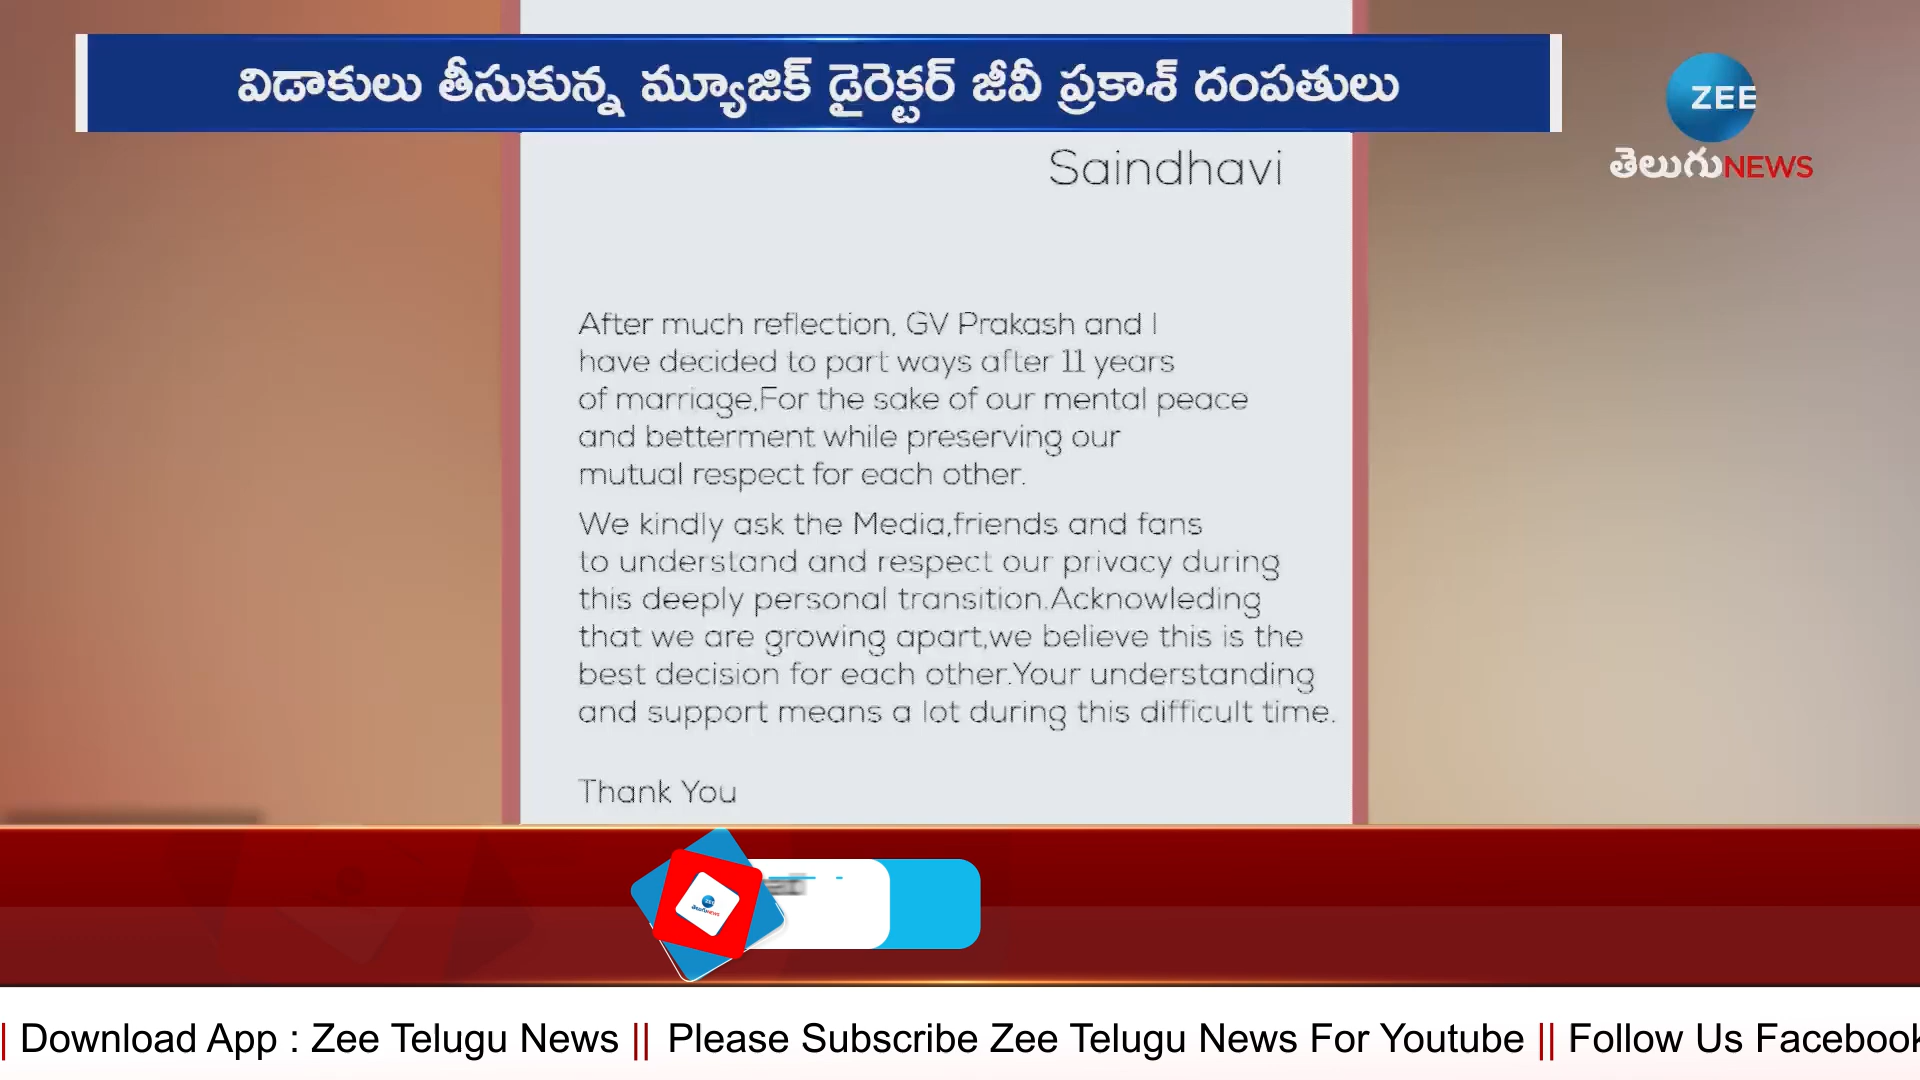 విడాకులు తీసుకున్న మ్యూజిక్ డైరెక్టర్ జీవీ ప్రకాశ్ దంపతులు
ZEE
తెలుగు NEWS
Saindhavi
After much reflection, GV Prakash and I
have decided to part ways after 11 years
of marriage,For the sake of our mental peace
and betterment while preserving our
mutual respect for each other.
We kindly ask the Media,friends and fans
to understand and respect our privacy during
this deeply personal transition.Acknowleding
that we are growing apart,we believe this is the
best decision for each other.Your understanding
and support means a lot during this difficult time.
Thank You
ZEE
తెలుగు NEWS
| Download App : Zee Telugu News || Please Subscribe Zee Telugu News For Youtube || Follow Us Facebook